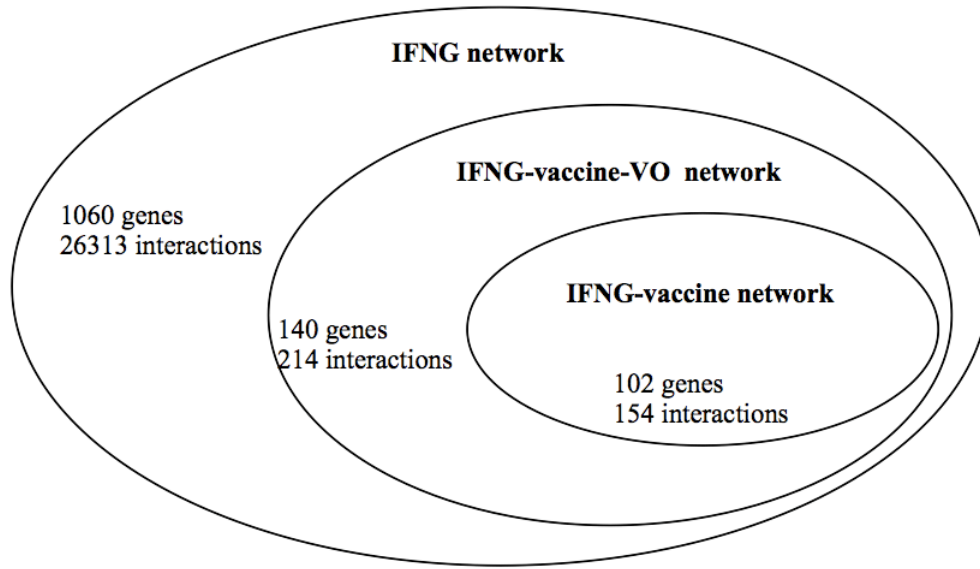 IFNG network
IFNG-vaccine-VO network
1060 genes
26313 interactions
IFNG-vaccine network
140 genes
214 interactions
102 genes
154 interactions